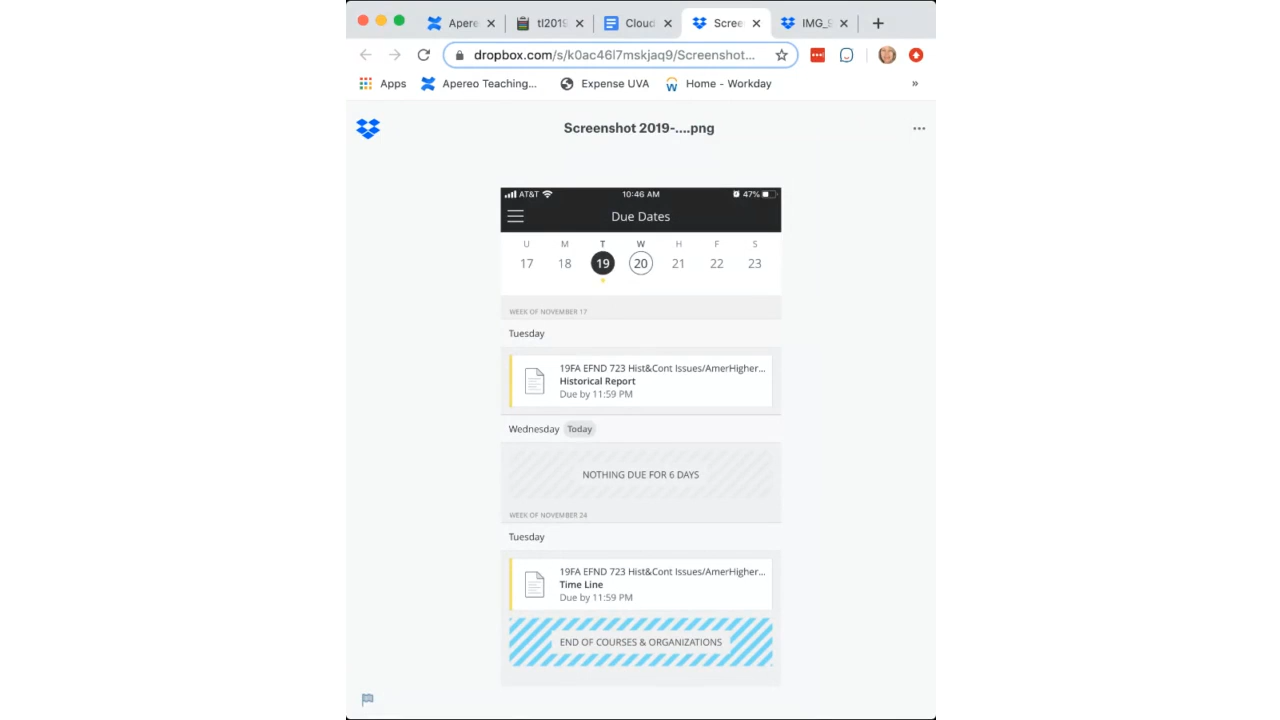 Apere
tl2019
Cloud
Scree
IMG_
dropbox.com/s/k0ac46l7mskjaq9/Screenshot...
Apps
Apereo Teaching...
Expense UVA
Home - Workday
»
Screenshot 2019-....png
AT&T
10:46 AM
47%
Due Dates
U M T W H F S
17 18 19 20 21 22 23
WEEK OF NOVEMBER 17
Tuesday
19FA EFND 723 Hist&Cont Issues/AmerHigher...
Historical Report
Due by 11:59 PM
Wednesday Today
NOTHING DUE FOR 6 DAYS
WEEK OF NOVEMBER 24
Tuesday
19FA EFND 723 Hist&Cont Issues/AmerHigher...
Time Line
Due by 11:59 PM
END OF COURSES & ORGANIZATIONS